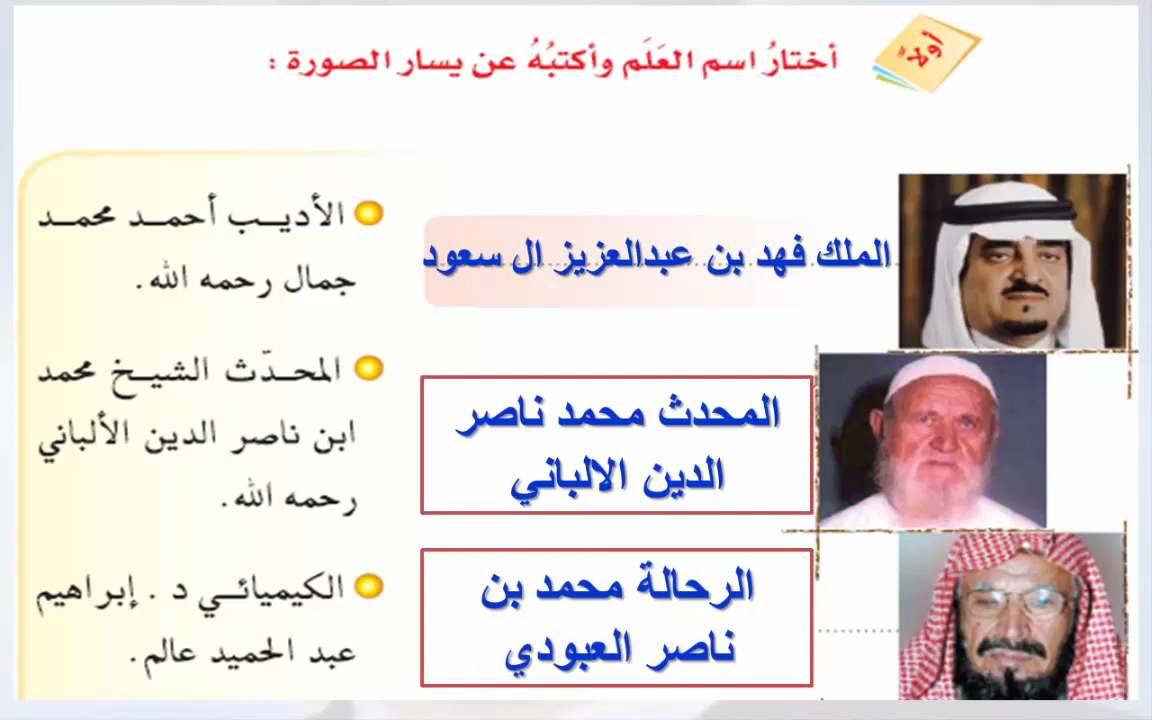 أولاً
أختارُ اسم العَلَم وأكتبُهُ عن يسار الصورة :
الملك فهد بن عبدالعزيز ال سعود
المحدث محمد ناصر
الدين الالباني
الرحالة محمد بن
ناصر العبودي
الأديب أحمد محمد
جمال رحمه الله .
المحدّث الشيخ محمد
ابن ناصر الدين الألباني
رحمه الله .
الكيميائي د . إبراهيم
عبد الحميد عالم .